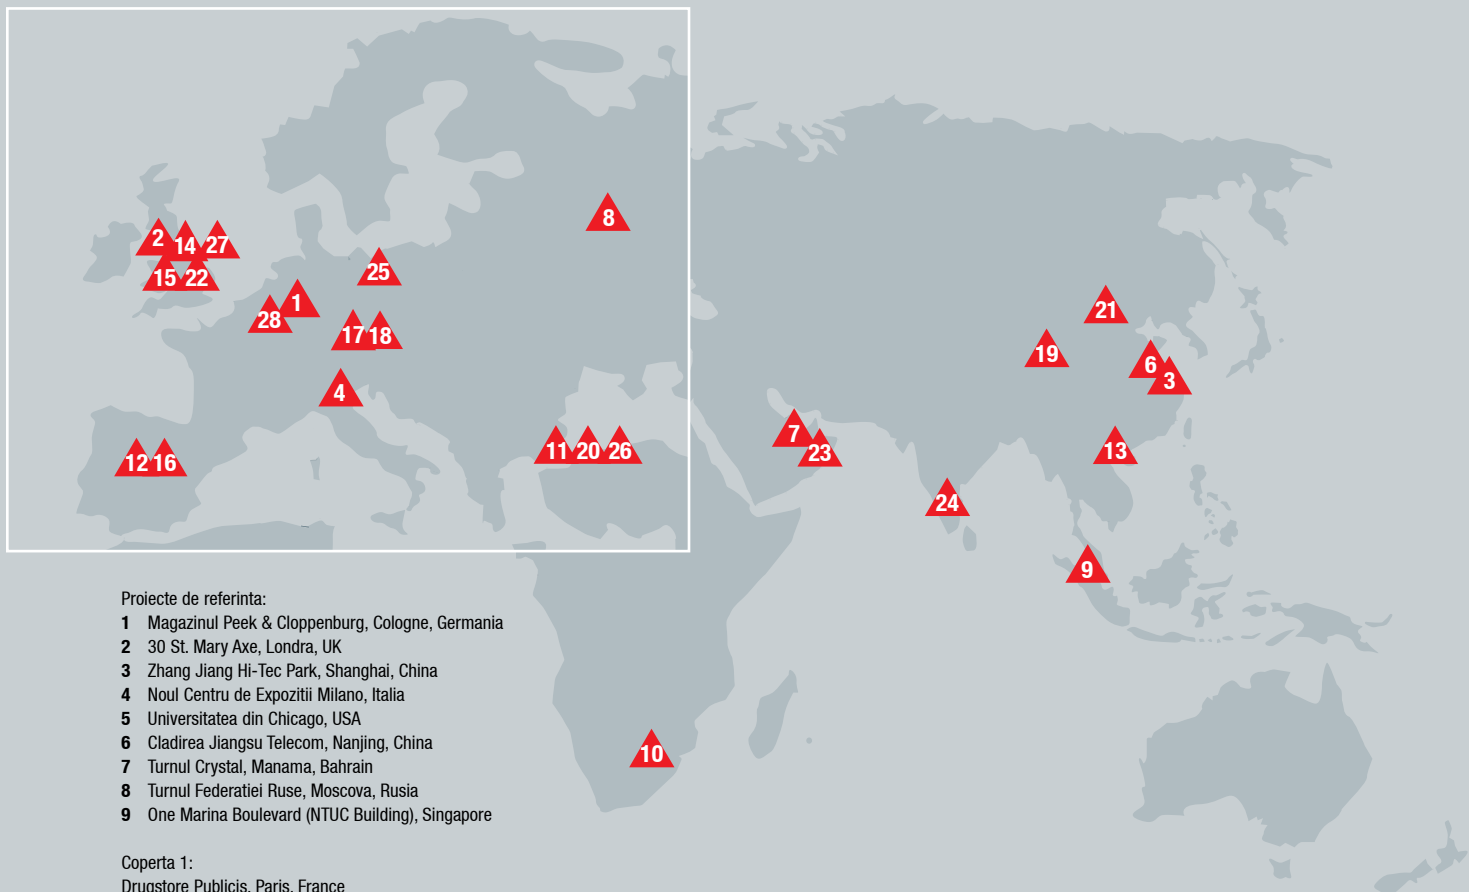 8
2 14 27
15 22
25
1
28
17 18
4
12 16
11 20 26
21
19
6
3
7
23
13
24
9
10
Proiecte de referinta:
1 Magazinul Peek & Cloppenburg, Cologne, Germania
2 30 St. Mary Axe, Londra, UK
3 Zhang Jiang Hi-Tec Park, Shanghai, China
4 Noul Centru de Expozitii Milano, Italia
5 Universitatea din Chicago, USA
6 Cladirea Jiangsu Telecom, Nanjing, China
7 Turnul Crystal, Manama, Bahrain
8 Turnul Federatiei Ruse, Moscova, Rusia
9 One Marina Boulevard (NTUC Building), Singapore
Coperta 1:
Drugstore Publicis, Paris, France